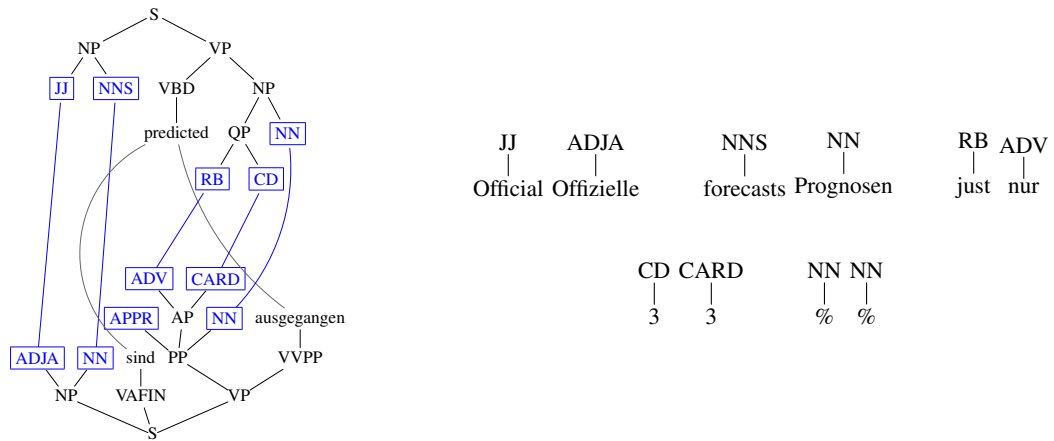 S
NP VP
JJ NNS VBD NP
predicted QP NN
RB CD
ADV CARD
APPR AP NN ausgegangen
ADJA NN sind PP VVPP
NP VAFIN VP
S
JJ ADJA NNS NN RB ADV
Official Offizielle forecasts Prognosen just nur
CD CARD NN NN
3 3 % %